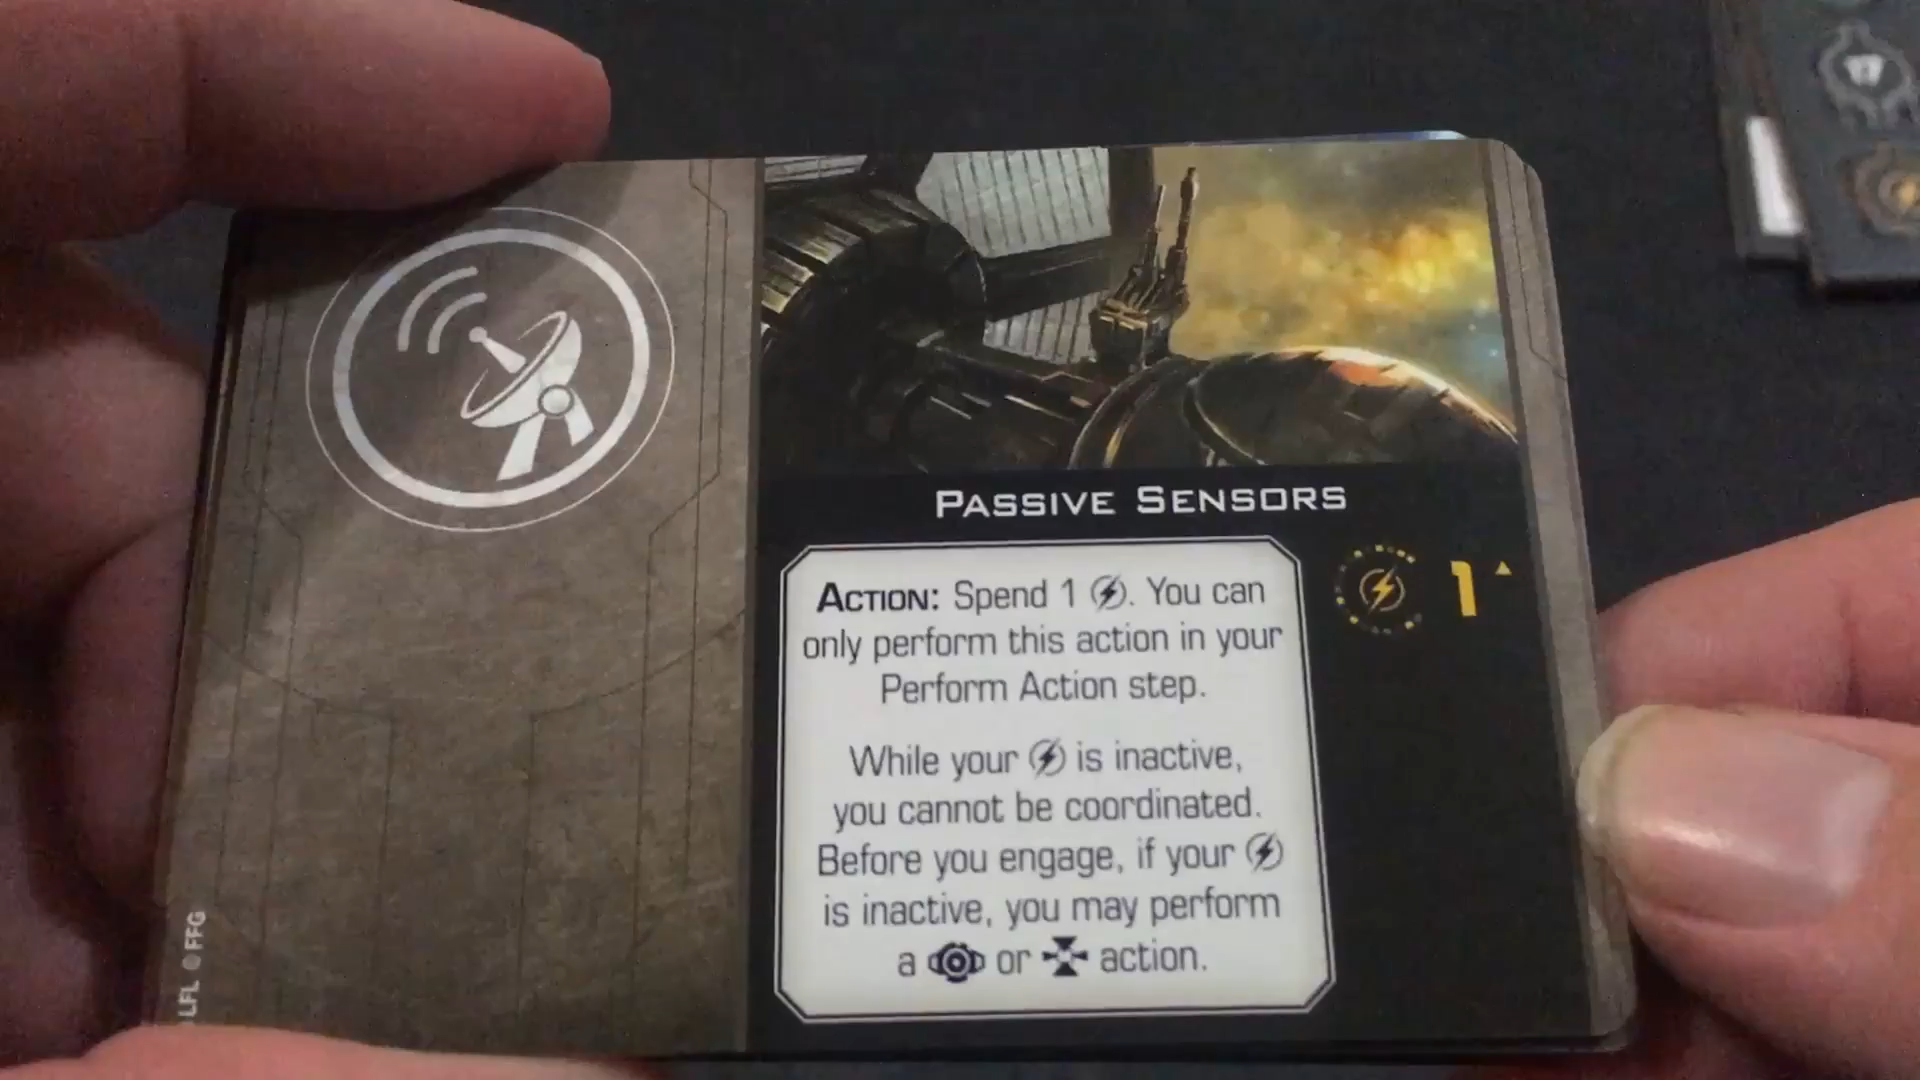 PASSIVE SENSORS
ACTION: Spend 1 . You can
only perform this action in your
Perform Action step.
While your is inactive,
you cannot be coordinated.
Before you engage, if your
is inactive, you may perform
a or action.
1
LFL ©FFG